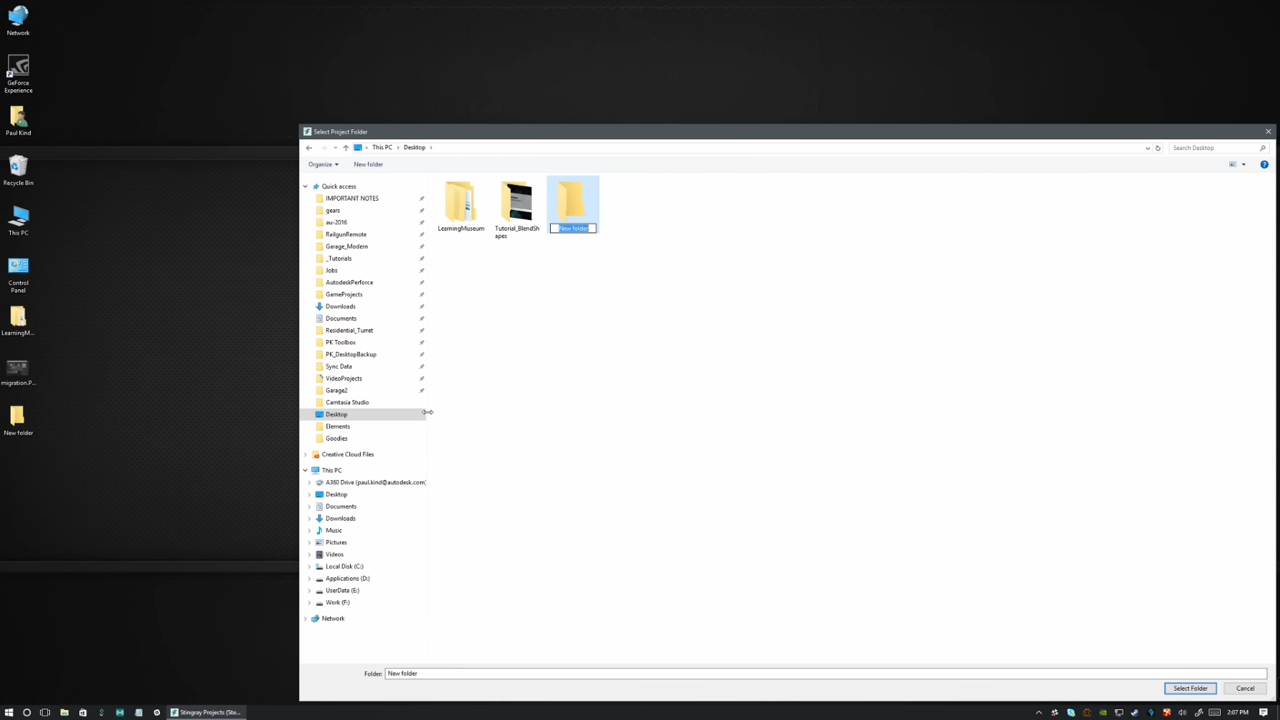 Network
GeForce
Experience
Paul Kind
Recycle Bin
This PC
Control
Panel
LearningM...
migration.P...
New folder
Select Project Folder
This PC
Desktop
Search Desktop
Organize
New folder
Quick access
IMPORTANT NOTES
gears
au-2016
RailgunRemote
Garage_Modern
_Tutorials
Jobs
AutodeskPerforce
GameProjects
Downloads
Documents
Residential_Turret
PK Toolbox
PK_DesktopBackup
Sync Data
VideoProjects
Garage2
Camtasia Studio
Desktop
Elements
Goodies
Creative Cloud Files
This PC
A360 Drive (paul.kind@autodesk.com)
Desktop
Documents
Downloads
Music
Pictures
Videos
Local Disk (C:)
Applications (D:)
UserData (E:)
Work (F:)
Network
LearningMuseum
Tutorial_BlendSh
apes
New folder
Folder: New folder
Select Folder
Cancel
Stingray Projects (Ste...
2:07 PM